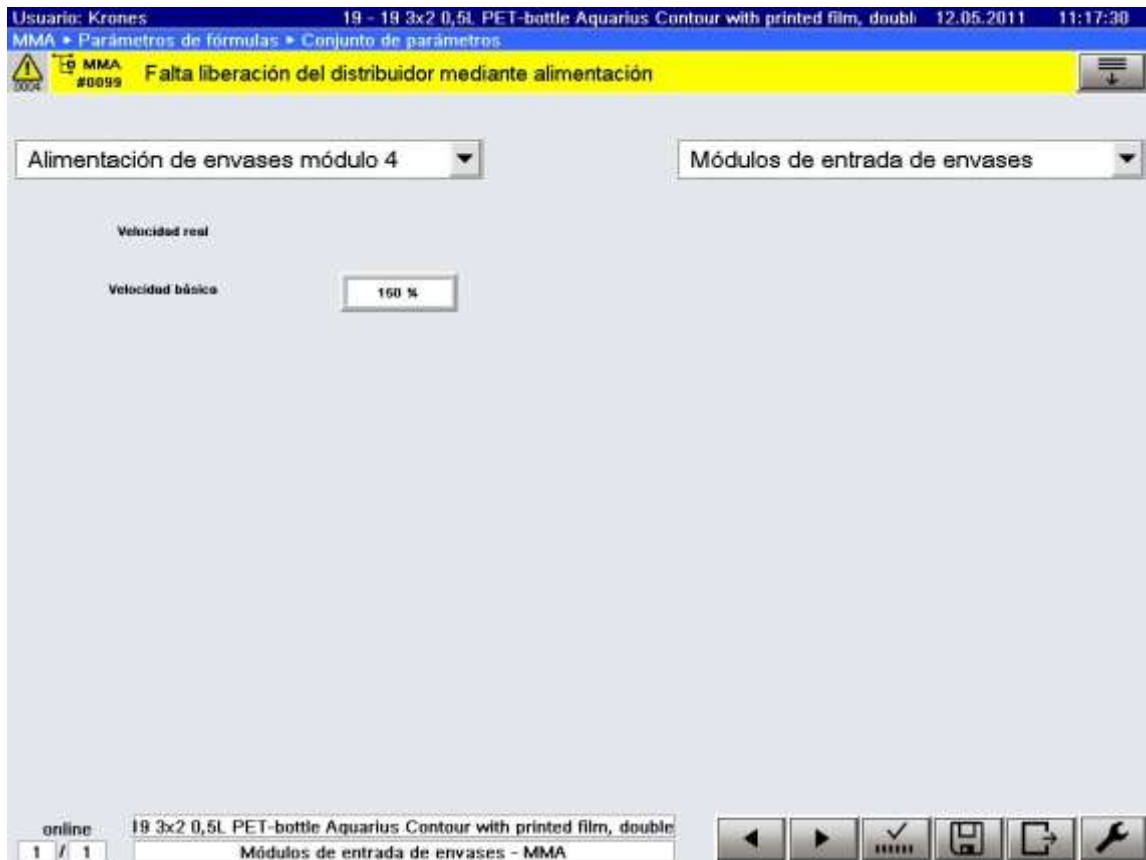 Usuario: Krones 19 - 19 3x2 0,5L PET-bottle Aquarius Contour with printed film, doubl 12.05.2011 11:17:30
MMA ▸ Parámetros de fórmulas ▸ Conjunto de parámetros
0004 MMA #0099 Falta liberación del distribuidor mediante alimentación
Alimentación de envases módulo 4 Módulos de entrada de envases
Velocidad real
Velocidad básica 160 %
online 19 3x2 0,5L PET-bottle Aquarius Contour with printed film, double
1 / 1 Módulos de entrada de envases - MMA